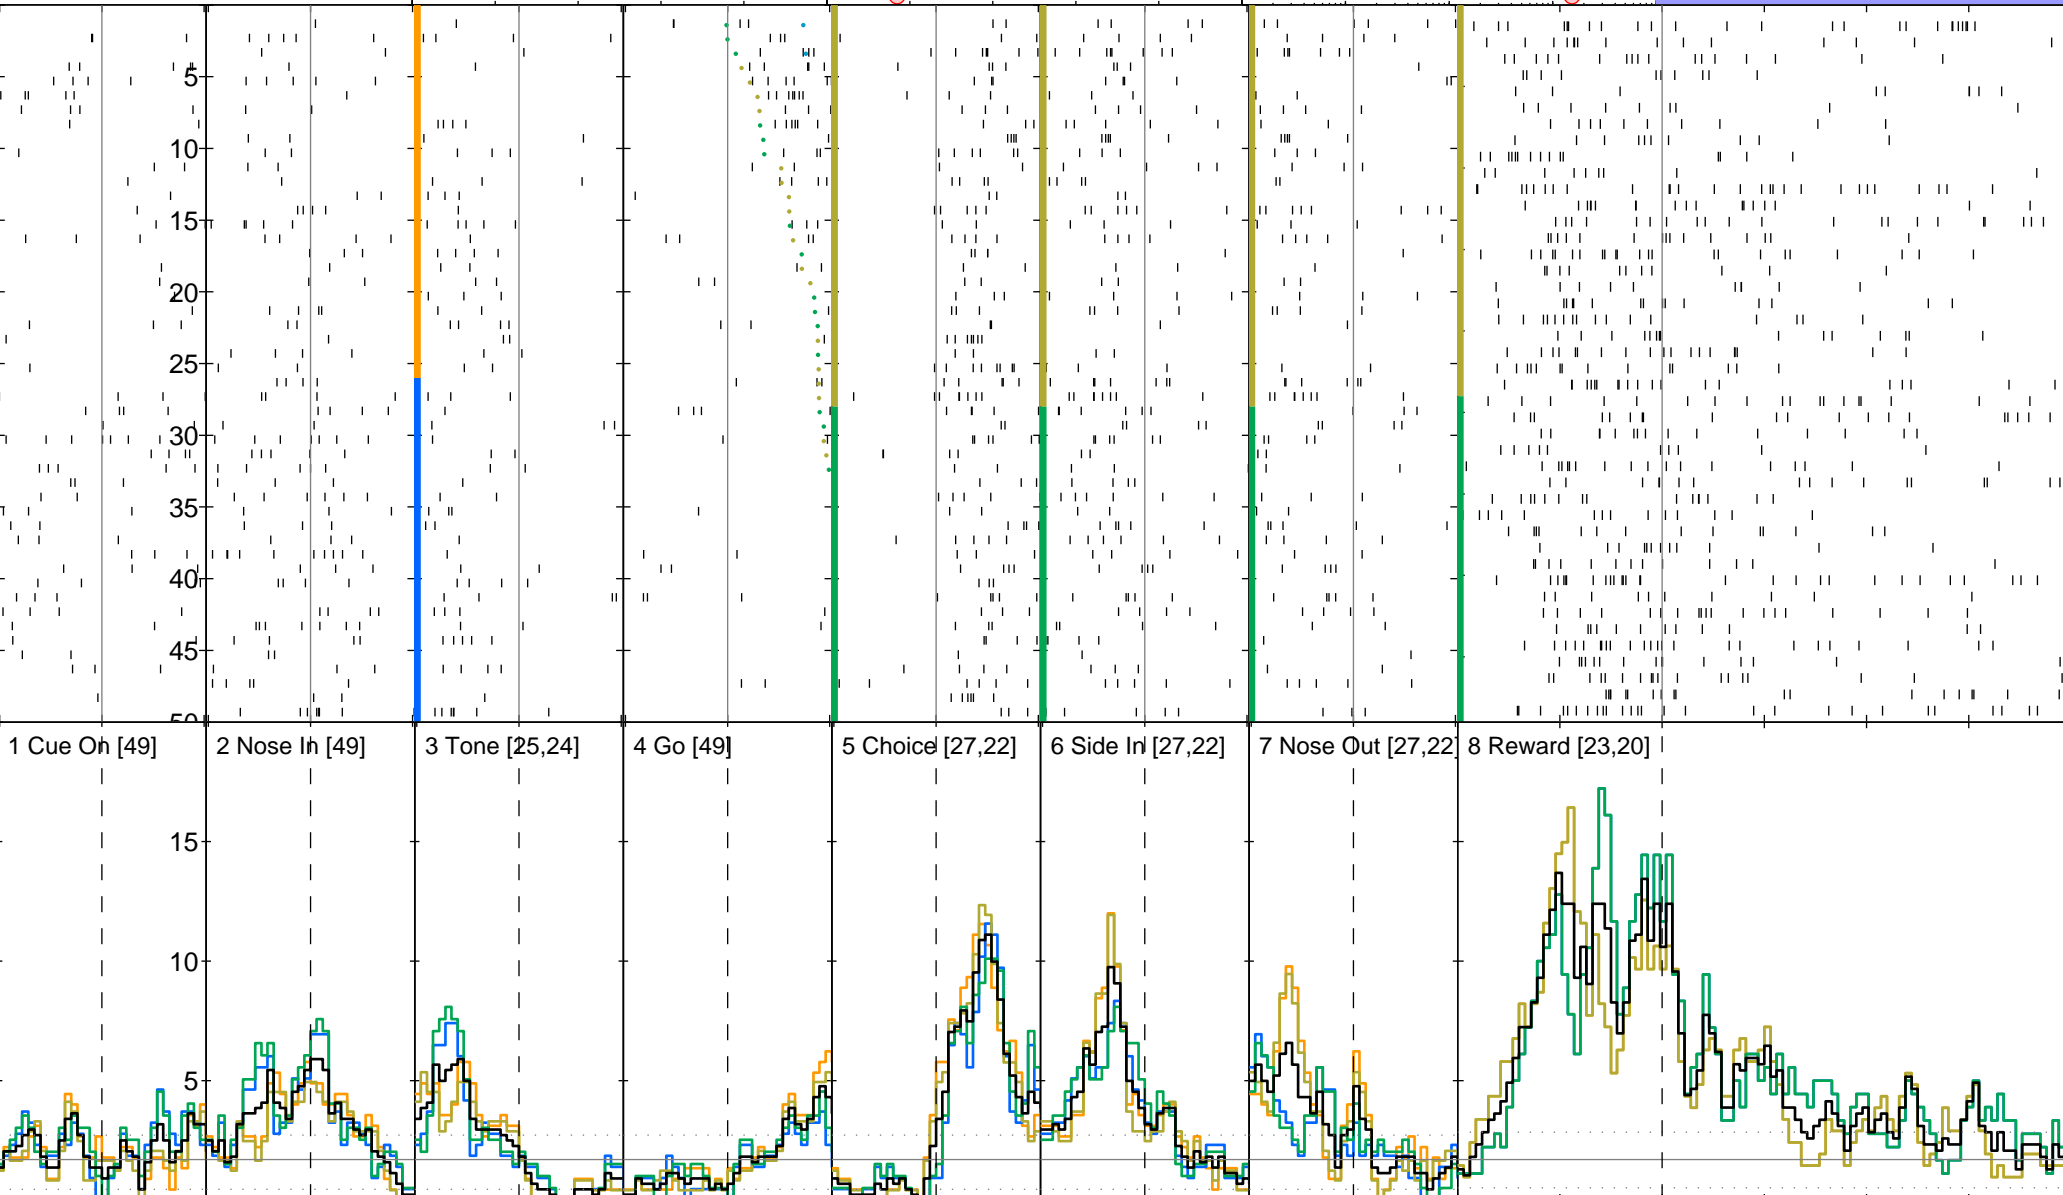 5
10
15
20
25
30
35
40
45
50
1 Cue On [49]
2 Nose In [49]
3 Tone [25,24]
4 Go [49]
5 Choice [27,22]
6 Side In [27,22]
7 Nose Out [27,22]
8 Reward [23,20]
15
10
5